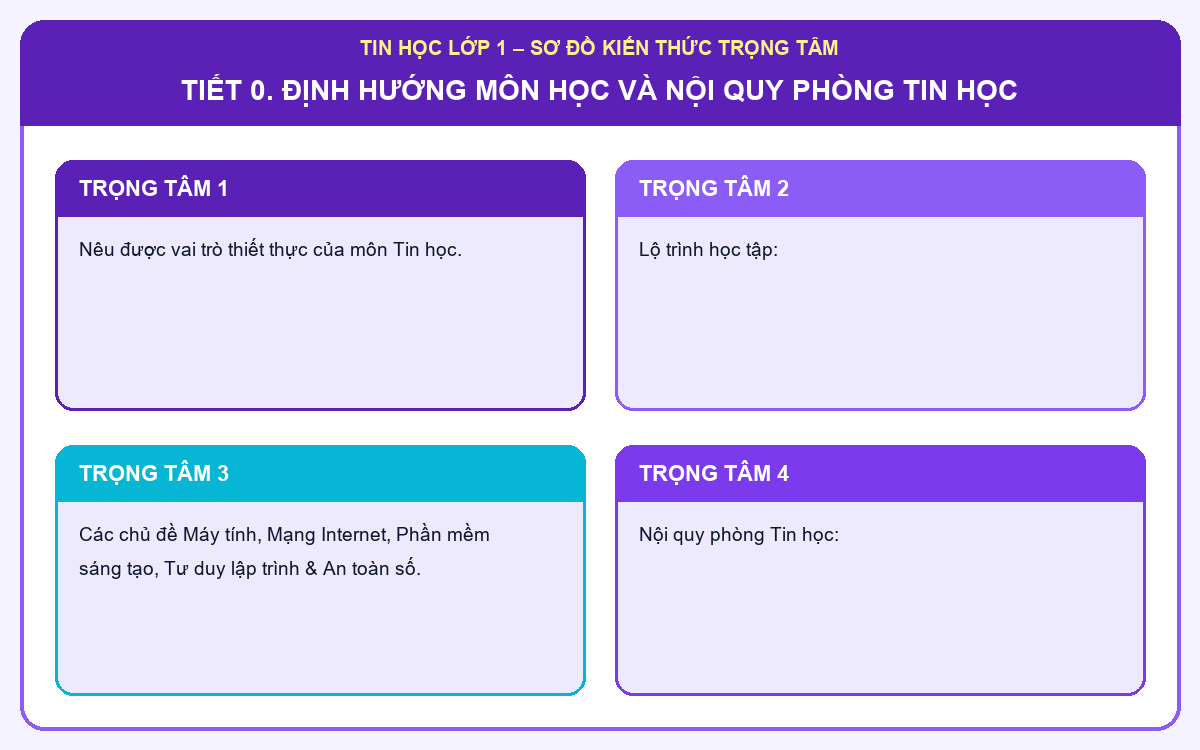 TIN HỌC LỚP 1 – SƠ ĐỒ KIẾN THỨC TRỌNG TÂM
TIẾT 0. ĐỊNH HƯỚNG MÔN HỌC VÀ NỘI QUY PHÒNG TIN HỌC
TRỌNG TÂM 1
Nêu được vai trò thiết thực của môn Tin học.
TRỌNG TÂM 2
Lộ trình học tập:
TRỌNG TÂM 3
Các chủ đề Máy tính, Mạng Internet, Phần mềm
sáng tạo, Tư duy lập trình & An toàn số.
TRỌNG TÂM 4
Nội quy phòng Tin học: